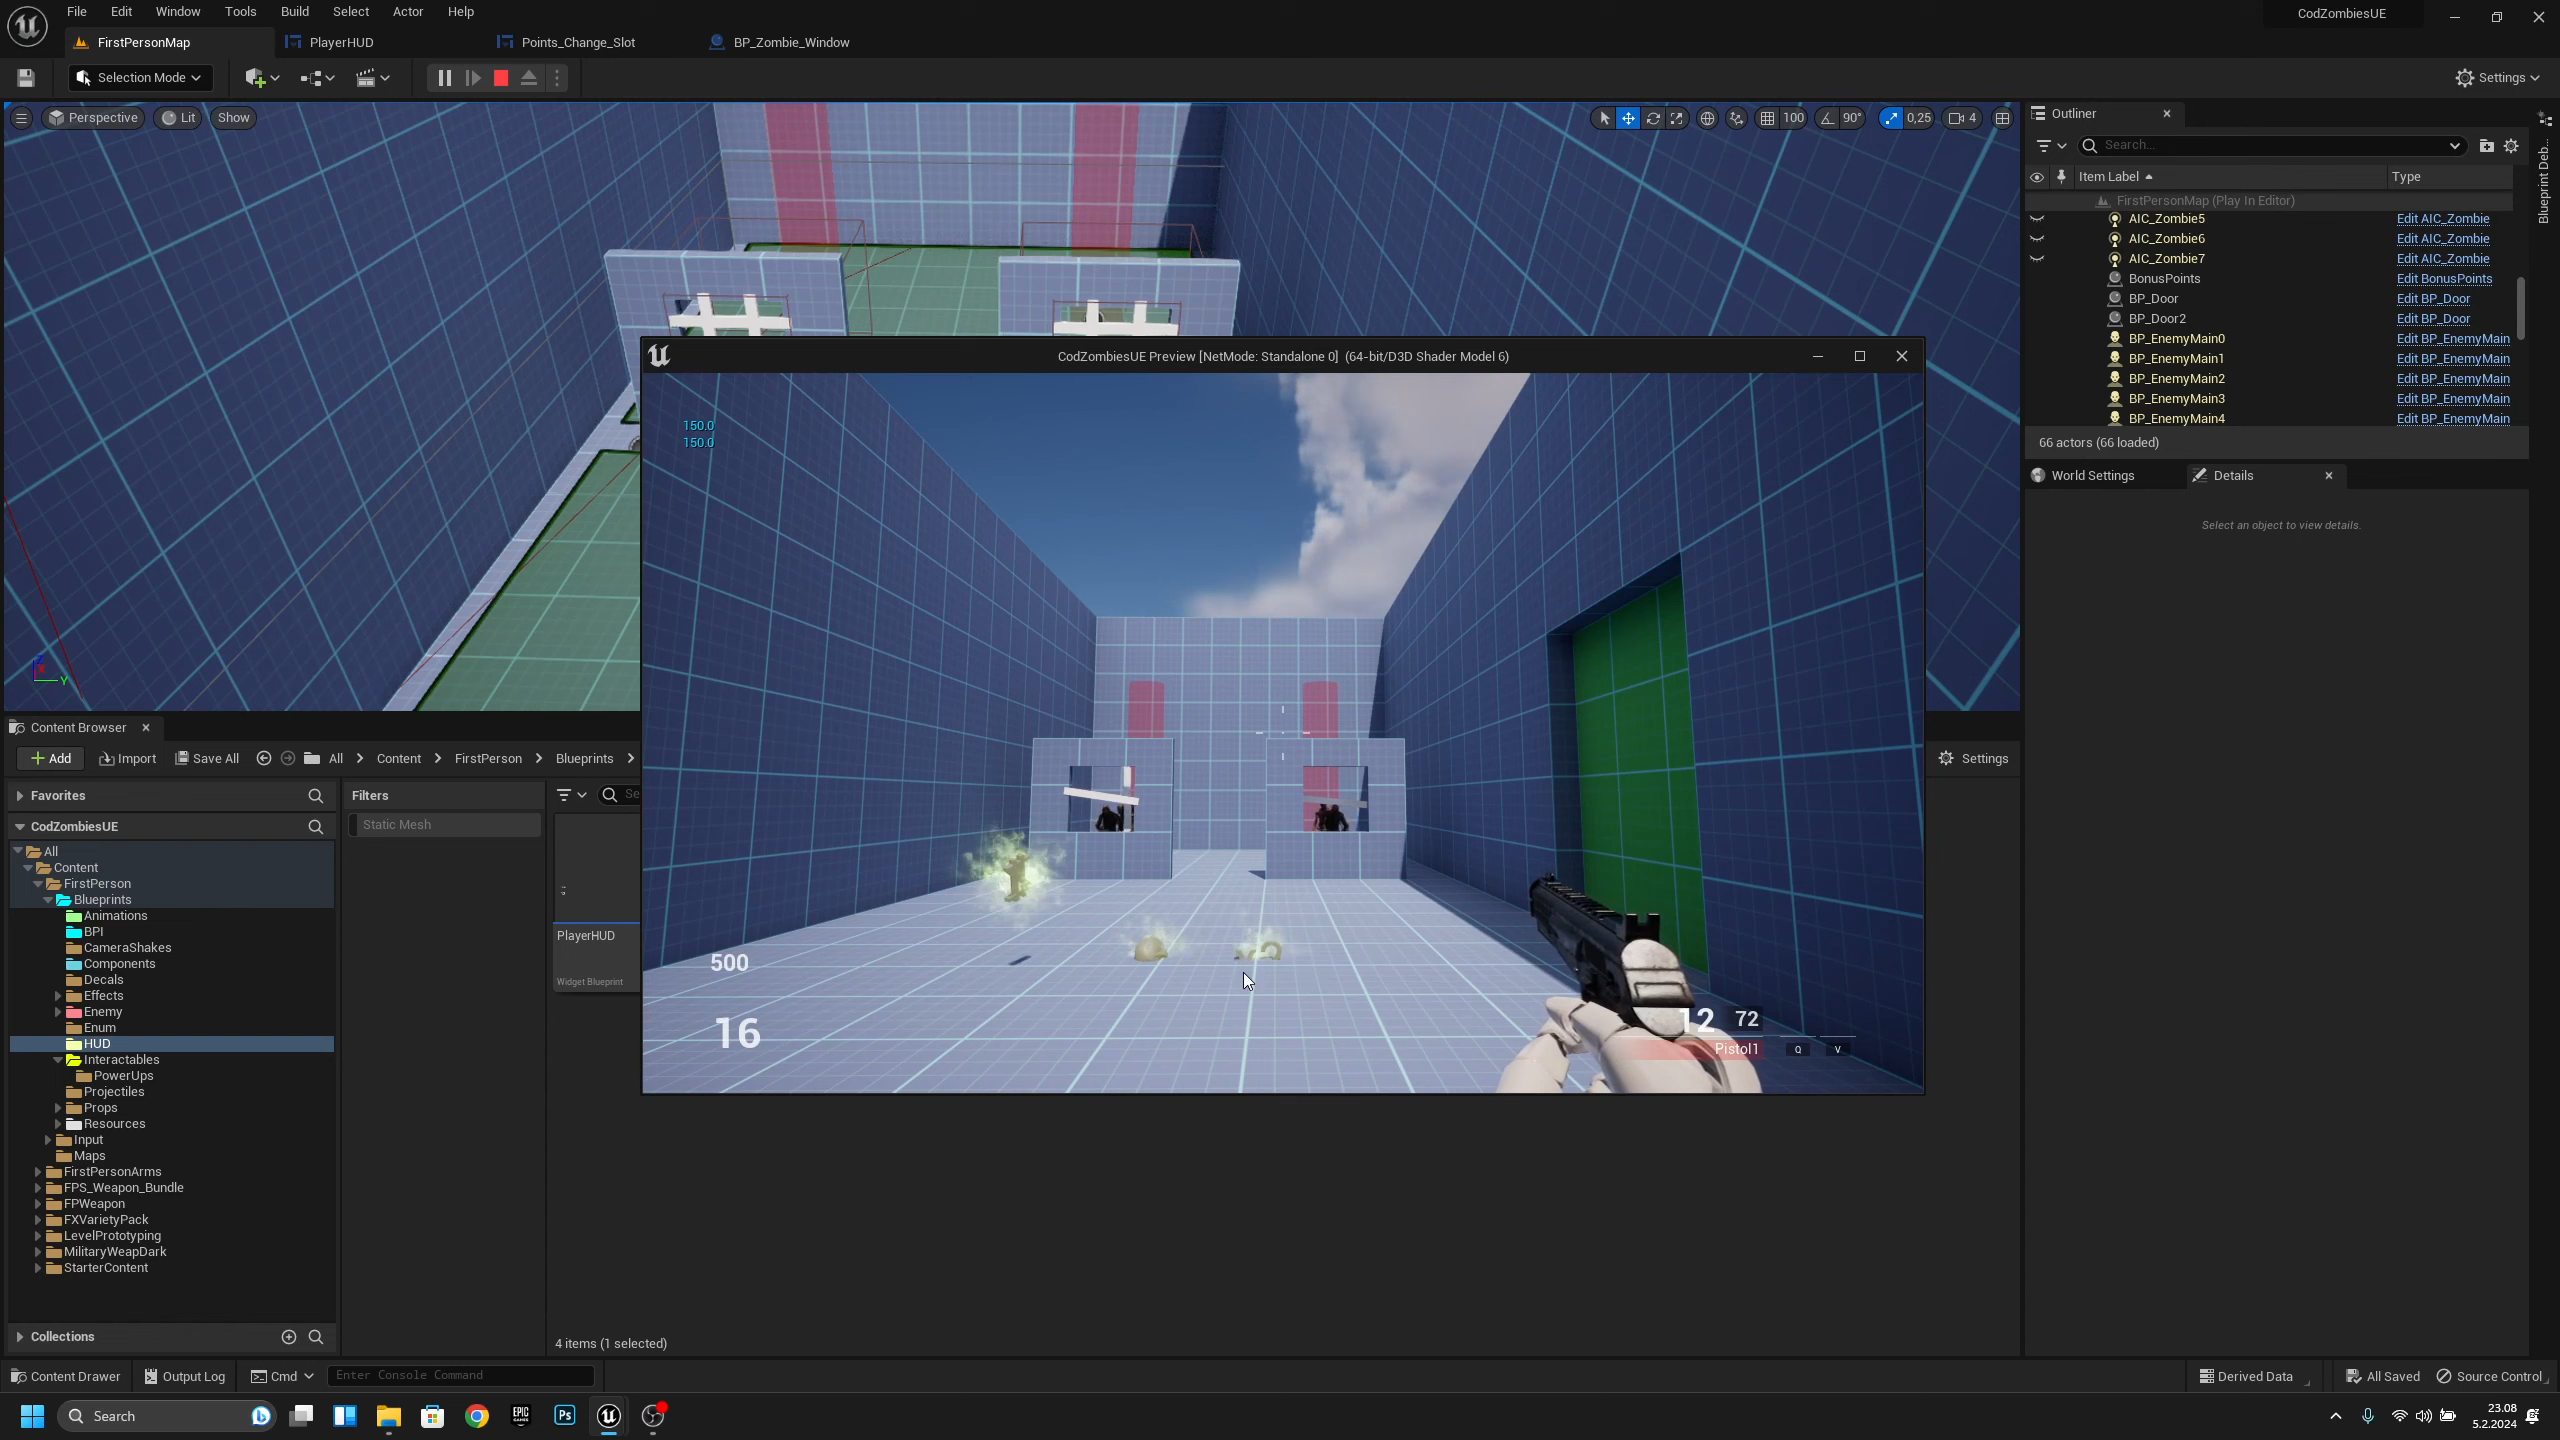 File Edit Window Tools Build Select Actor Help
CodZombiesUE
FirstPersonMap PlayerHUD Points_Change_Slot BP_Zombie_Window
Selection Mode
Settings
Perspective Lit Show
100 90° 0,25 4
Outliner
Search...
Item Label Type
FirstPersonMap (Play In Editor)
AIC_Zombie5 Edit AIC_Zombie
AIC_Zombie6 Edit AIC_Zombie
AIC_Zombie7 Edit AIC_Zombie
BonusPoints Edit BonusPoints
BP_Door Edit BP_Door
BP_Door2 Edit BP_Door
BP_EnemyMain0 Edit BP_EnemyMain
BP_EnemyMain1 Edit BP_EnemyMain
BP_EnemyMain2 Edit BP_EnemyMain
BP_EnemyMain3 Edit BP_EnemyMain
BP_EnemyMain4 Edit BP_EnemyMain
66 actors (66 loaded)
World Settings Details
Select an object to view details.
Blueprint Deb...
CodZombiesUE Preview [NetMode: Standalone 0] (64-bit/D3D Shader Model 6)
150.0
150.0
500
16
12 72
Pistol1 Q V
Content Browser
Add Import Save All All Content FirstPerson Blueprints
Settings
Favorites
CodZombiesUE
All
Content
FirstPerson
Blueprints
Animations
BPI
CameraShakes
Components
Decals
Effects
Enemy
Enum
HUD
Interactables
PowerUps
Projectiles
Props
Resources
Input
Maps
FirstPersonArms
FPS_Weapon_Bundle
FPWeapon
FXVarietyPack
LevelPrototyping
MilitaryWeapDark
StarterContent
Collections
Filters
Static Mesh
Se
PlayerHUD
Widget Blueprint
4 items (1 selected)
Content Drawer Output Log Cmd Enter Console Command
Derived Data All Saved Source Control
Search
EPIC GAMES
Ps
23.08
5.2.2024